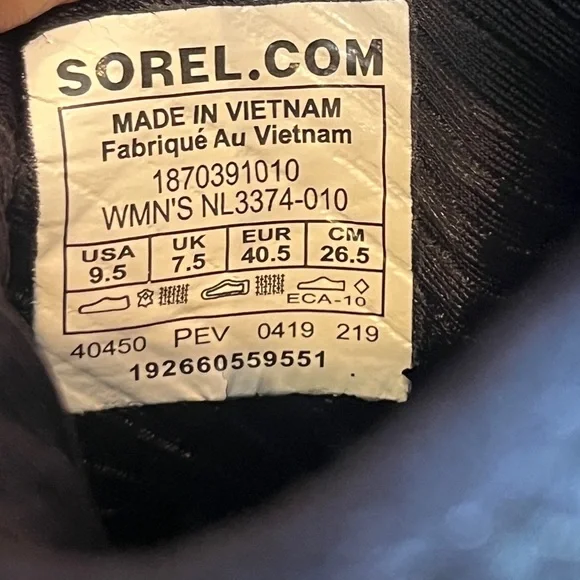 SOREL.COM
MADE IN VIETNAM
Fabriqué Au Vietnam
1870391010
WMN'S NL3374-010
USA UK EUR CM
9.5 7.5 40.5 26.5
ECA-10
40450 PEV 0419 219
192660559551